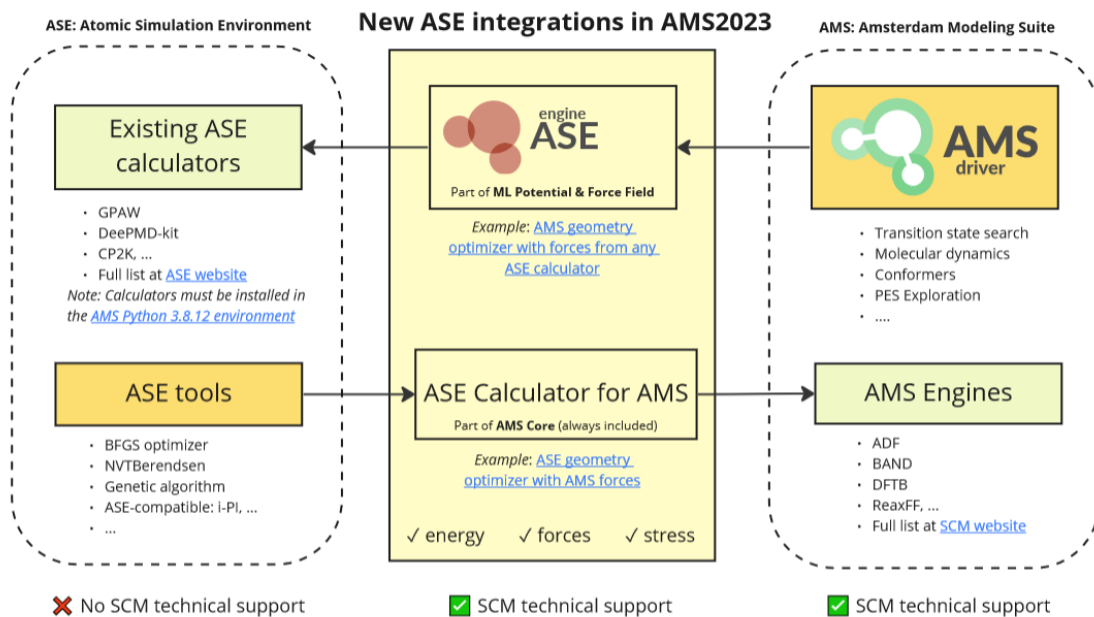 New ASE integrations in AMS2023
ASE: Atomic Simulation Environment
AMS: Amsterdam Modeling Suite
Existing ASE
calculators
· GPAW
· DeePMD-kit
· CP2K, ...
· Full list at ASE website
Note: Calculators must be installed in
the AMS Python 3.8.12 environment
ASE tools
· BFGS optimizer
· NVTBerendsen
· Genetic algorithm
· ASE-compatible: i-PI, ...
· ...
❌ No SCM technical support
engine
ASE
Part of ML Potential & Force Field
Example: AMS geometry
optimizer with forces from any
ASE calculator
ASE Calculator for AMS
Part of AMS Core (always included)
Example: ASE geometry
optimizer with AMS forces
✓ energy ✓ forces ✓ stress
✅ SCM technical support
AMS
driver
· Transition state search
· Molecular dynamics
· Conformers
· PES Exploration
· ....
AMS Engines
· ADF
· BAND
· DFTB
· ReaxFF, ...
· Full list at SCM website
✅ SCM technical support